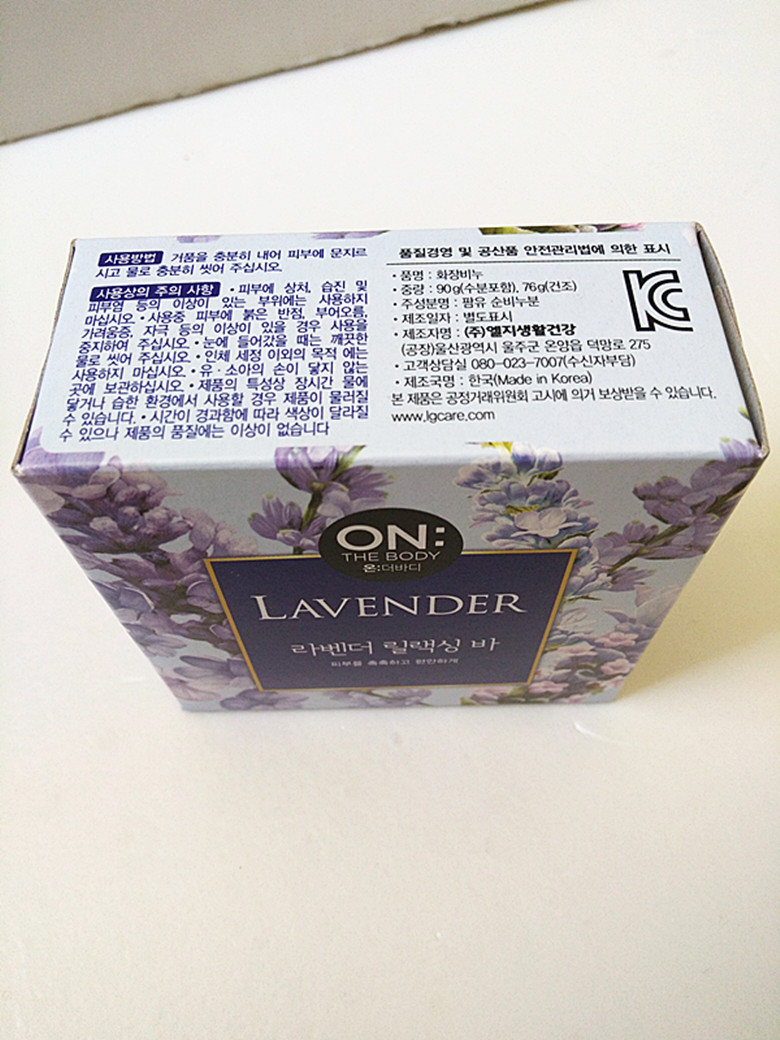 사용방법 거품을 충분히 내어 피부에 문지르
시고 물로 충분히 씻어 주십시오.
사용상의 주의 사항 • 피부에 상처, 습진 및
피부염 등의 이상이 있는 부위에는 사용하지
마십시오. • 사용중 피부에 붉은 반점, 부어오름,
가려움증, 자극 등의 이상이 있을 경우 사용을
중지하여 주십시오. • 눈에 들어갔을 때는 깨끗한
물로 씻어 주십시오. • 인체 세정 이외의 목적 에는
사용하지 마십시오. • 유·소아의 손이 닿지 않는
곳에 보관하십시오. • 제품의 특성상 장시간 물에
닿거나 습한 환경에서 사용할 경우 제품이 물러질
수 있습니다. • 시간이 경과함에 따라 색상이 달라질
수 있으나 제품의 품질에는 이상이 없습니다
품질경영 및 공산품 안전관리법에 의한 표시
• 품명 : 화장비누
• 중량 : 90g(수분포함), 76g(건조)
• 주성분명 : 팜유 순비누분
• 제조일자 : 별도표시
• 제조자명 : (주)엘지생활건강
(공장)울산광역시 울주군 온양읍 덕망로 275
• 고객상담실 080-023-7007(수신자부담)
• 제조국명 : 한국(Made in Korea)
본 제품은 공정거래위원회 고시에 의거 보상받을 수 있습니다.
www.lgcare.com
ON:
THE BODY
온:더바디
LAVENDER
라벤더 릴랙싱 바
피부를 촉촉하고 편안하게